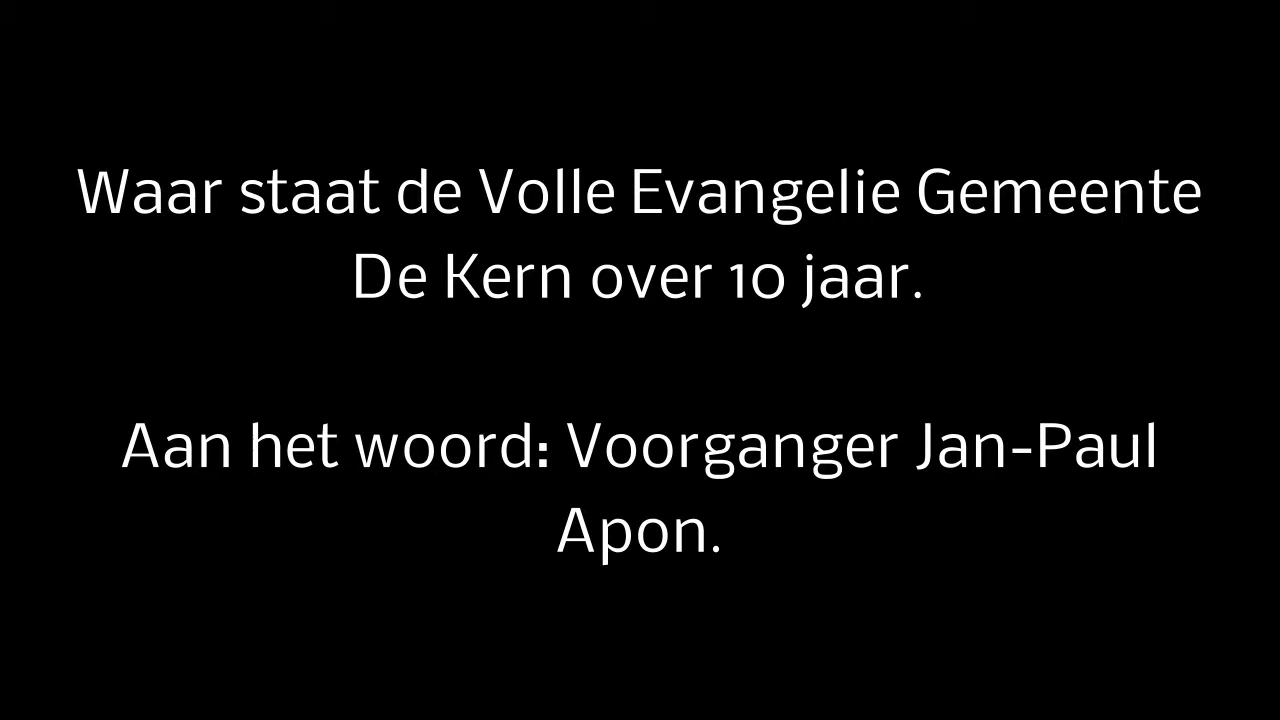 Waar staat de Volle Evangelie Gemeente
De Kern over 10 jaar.
Aan het woord: Voorganger Jan-Paul
Apon.